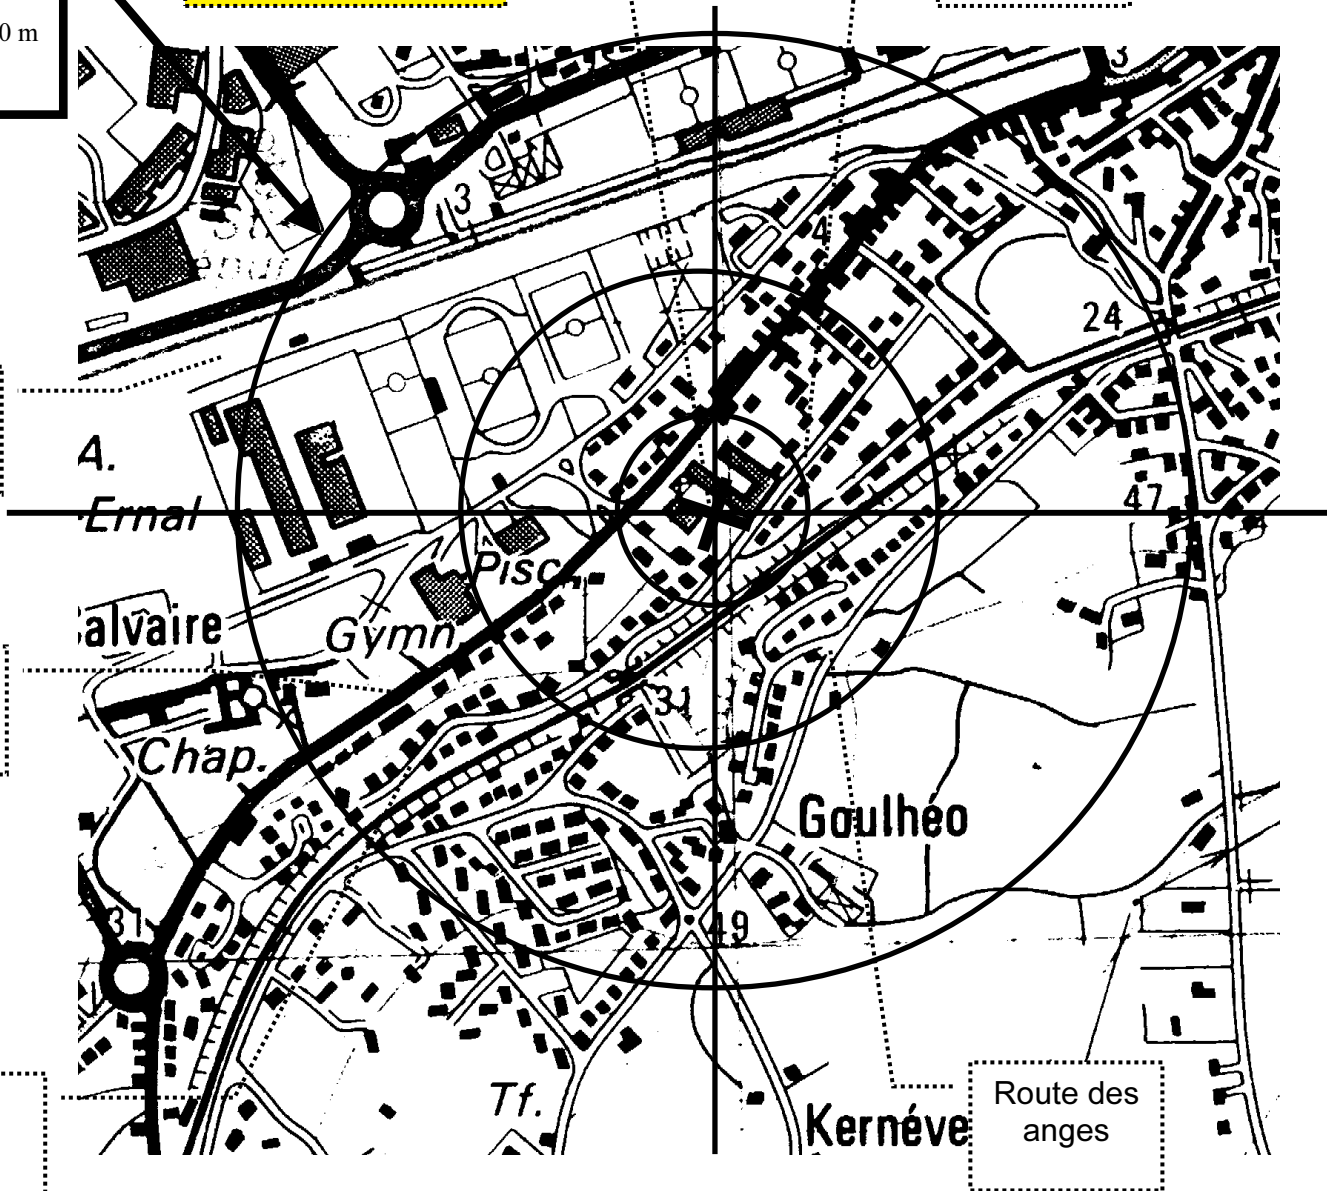 0 m
3
3
4
24
A.
Ernal
47
Pisc.
alvaire
Gymn
31
Chap.
Goulhéo
31
49
Route des
anges
Tf.
Kernéve